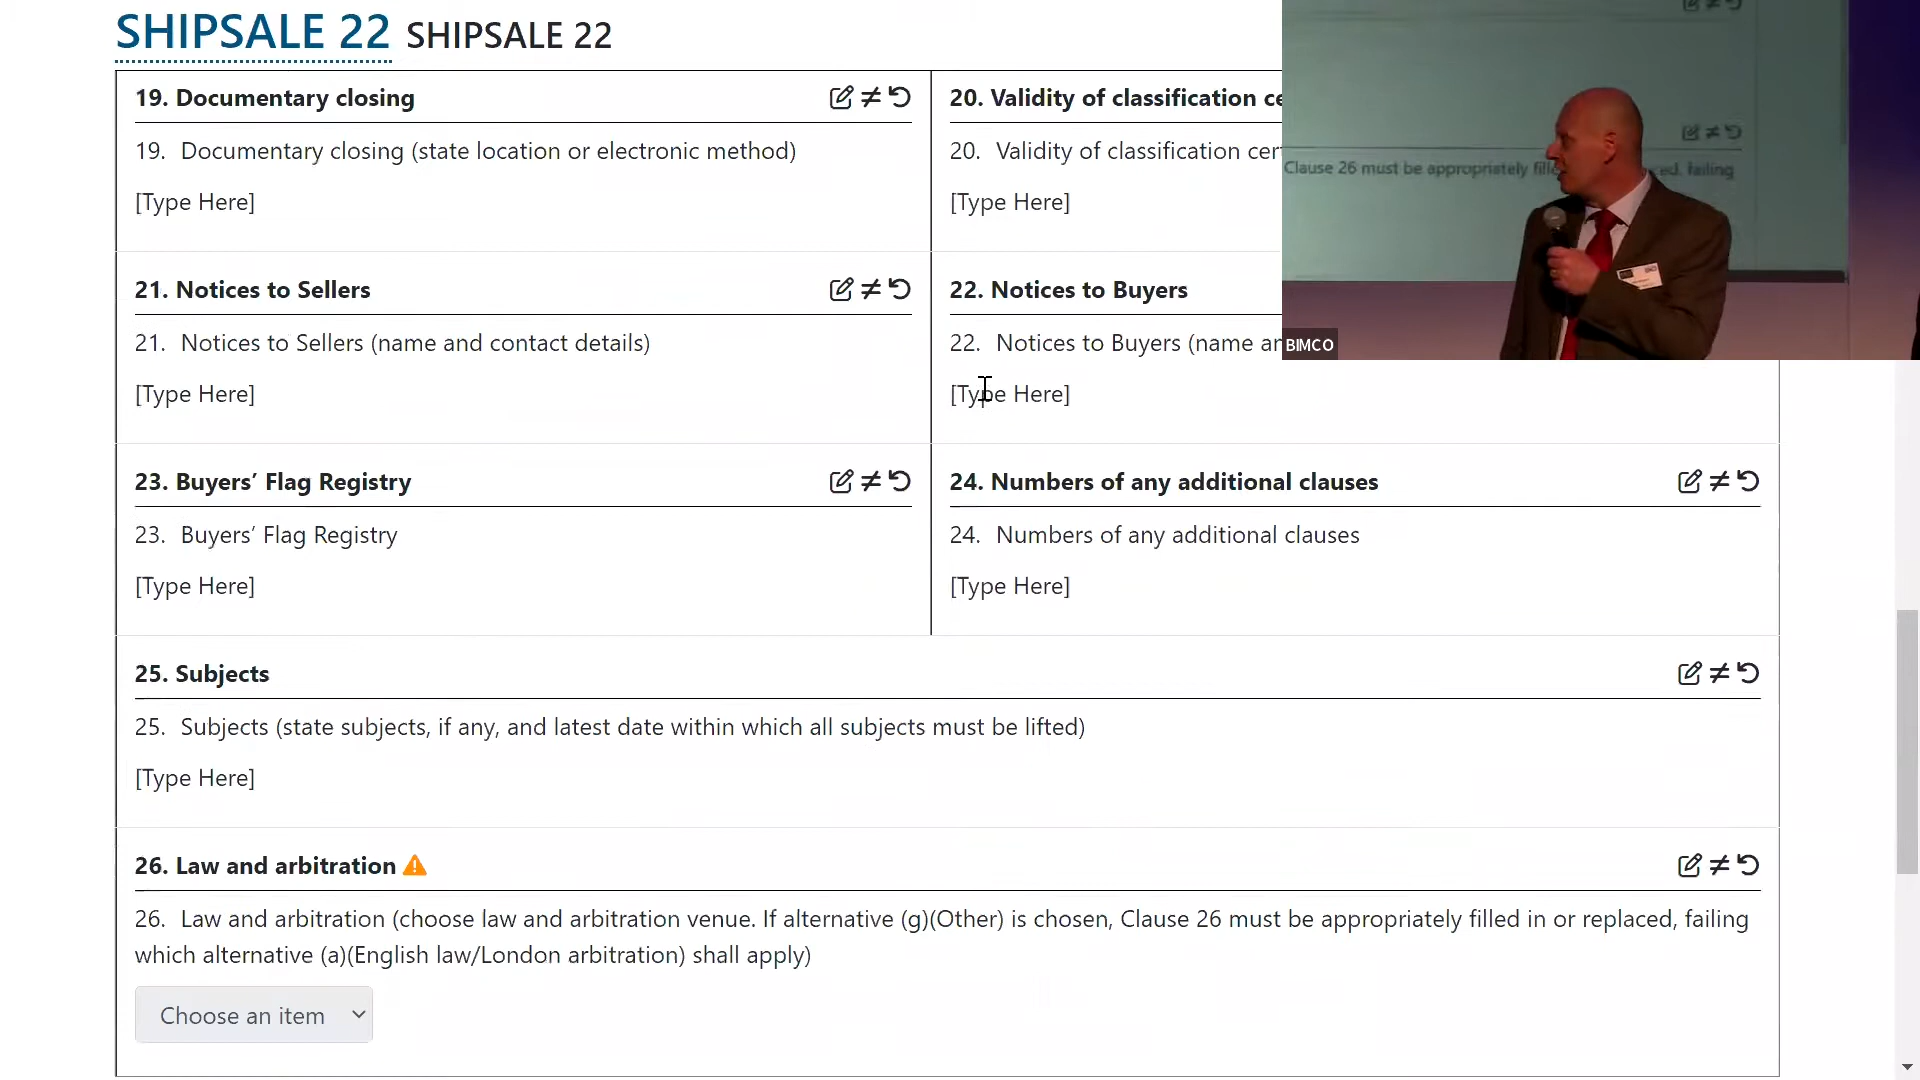 SHIPSALE 22 SHIPSALE 22
19. Documentary closing
19. Documentary closing (state location or electronic method)
[Type Here]
20. Validity of classification
20. Validity of classification
[Type Here]
21. Notices to Sellers
21. Notices to Sellers (name and contact details)
[Type Here]
22. Notices to Buyers
22. Notices to Buyers (name
[Type Here]
23. Buyers’ Flag Registry
23. Buyers’ Flag Registry
[Type Here]
24. Numbers of any additional clauses
24. Numbers of any additional clauses
[Type Here]
25. Subjects
25. Subjects (state subjects, if any, and latest date within which all subjects must be lifted)
[Type Here]
26. Law and arbitration
26. Law and arbitration (choose law and arbitration venue. If alternative (g)(Other) is chosen, Clause 26 must be appropriately filled in or replaced, failing
which alternative (a)(English law/London arbitration) shall apply)
Choose an item
Clause 26 must be appropriately failing
BIMCO